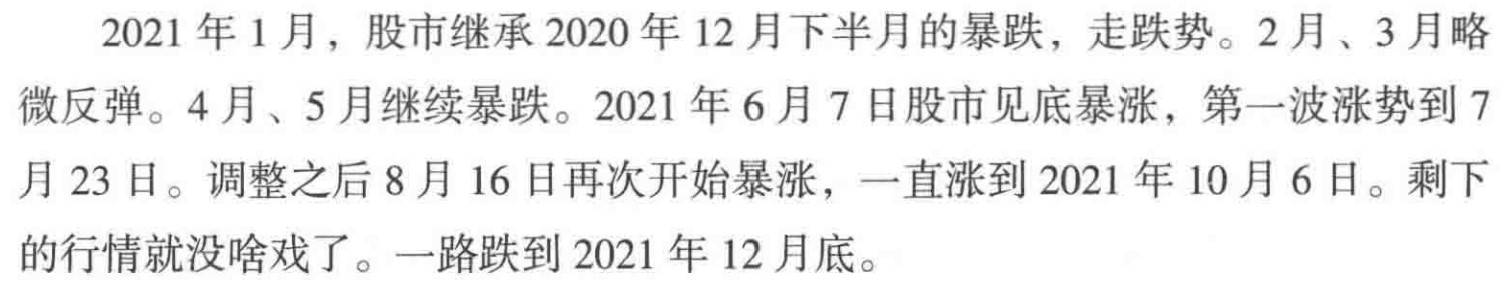 2021 年 1 月，股市继承 2020 年 12 月下半月的暴跌，走跌势。2 月、3 月略
微反弹。4 月、5 月继续暴跌。2021 年 6 月 7 日股市见底暴涨，第一波涨势到 7
月 23 日。调整之后 8 月 16 日再次开始暴涨，一直涨到 2021 年 10 月 6 日。剩下
的行情就没啥戏了。一路跌到 2021 年 12 月底。